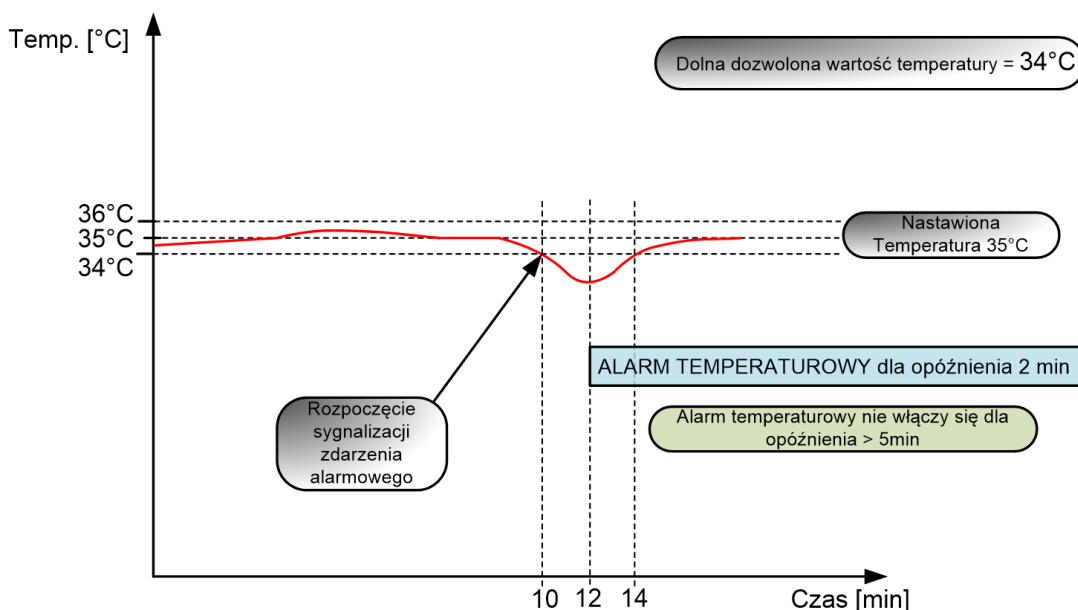 Temp. [°C]
Dolna dozwolona wartość temperatury = 34°C
36°C
35°C
34°C
Nastawiona
Temperatura 35°C
ALARM TEMPERATUROWY dla opóźnienia 2 min
Alarm temperaturowy nie włączy się dla
opóźnienia > 5min
Rozpoczęcie
sygnalizacji
zdarzenia
alarmowego
10 12 14
Czas [min]